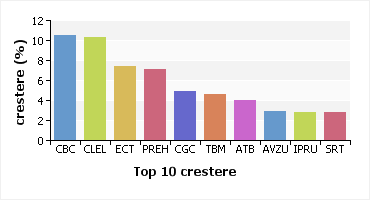 crestere (%)
12
10
8
6
4
2
0
CBC CLEL ECT PREH CGC TBM ATB AVZU IPRU SRT
Top 10 crestere